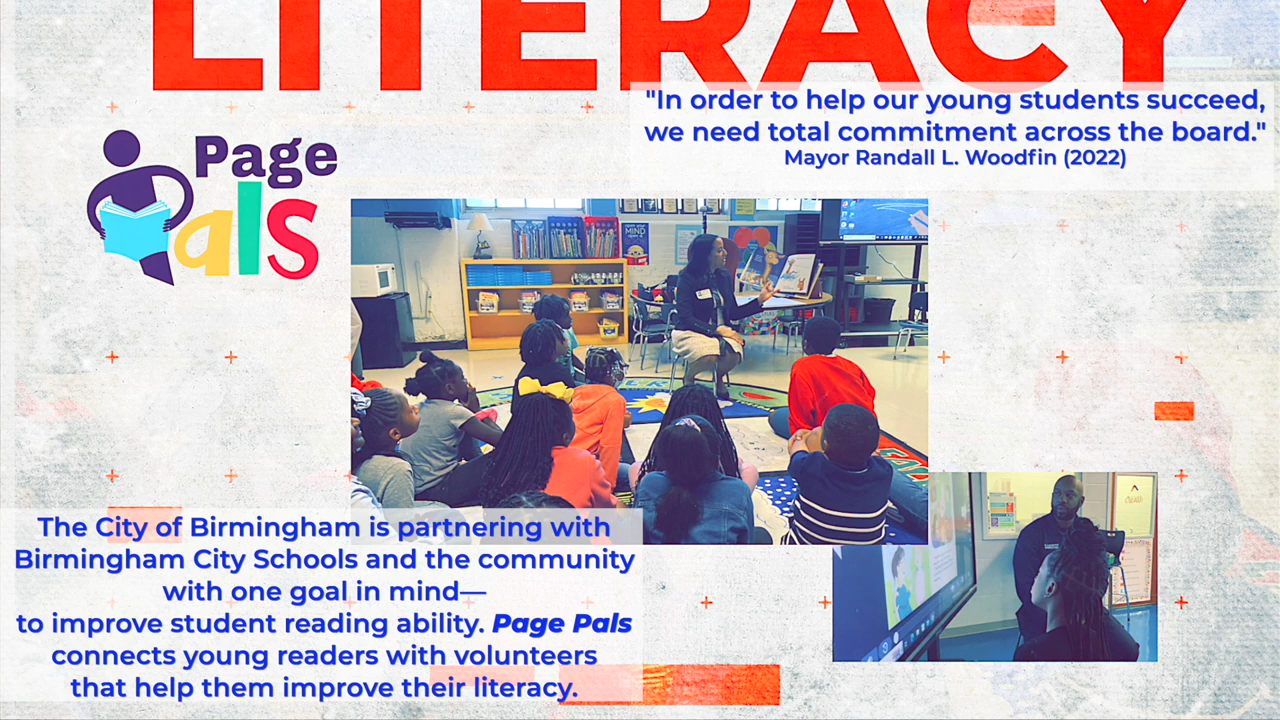 LITERACY
"In order to help our young students succeed,
we need total commitment across the board."
Mayor Randall L. Woodfin (2022)
Page
Pals
The City of Birmingham is partnering with
Birmingham City Schools and the community
with one goal in mind—
to improve student reading ability. Page Pals
connects young readers with volunteers
that help them improve their literacy.